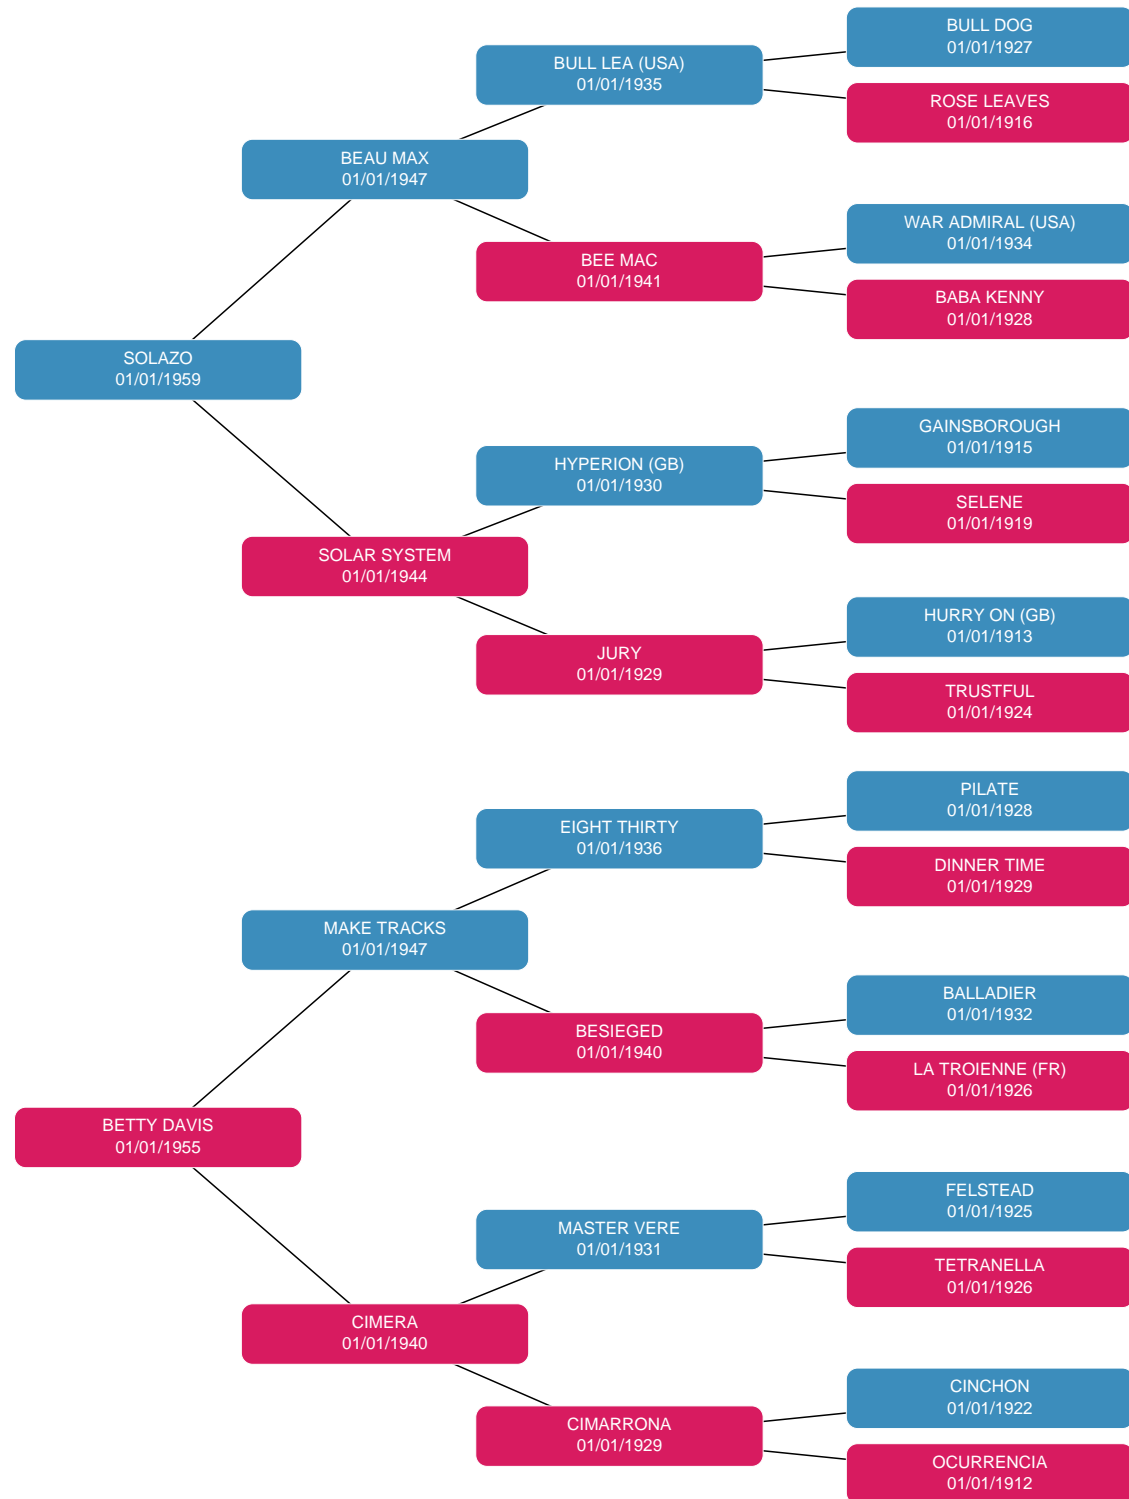 BULL DOG
01/01/1927
BULL LEA (USA)
01/01/1935
ROSE LEAVES
01/01/1916
BEAU MAX
01/01/1947
WAR ADMIRAL (USA)
01/01/1934
BEE MAC
01/01/1941
BABA KENNY
01/01/1928
SOLAZO
01/01/1959
GAINSBOROUGH
01/01/1915
HYPERION (GB)
01/01/1930
SELENE
01/01/1919
SOLAR SYSTEM
01/01/1944
HURRY ON (GB)
01/01/1913
JURY
01/01/1929
TRUSTFUL
01/01/1924
PILATE
01/01/1928
EIGHT THIRTY
01/01/1936
DINNER TIME
01/01/1929
MAKE TRACKS
01/01/1947
BALLADIER
01/01/1932
BESIEGED
01/01/1940
LA TROIENNE (FR)
01/01/1926
BETTY DAVIS
01/01/1955
FELSTEAD
01/01/1925
MASTER VERE
01/01/1931
TETRANELLA
01/01/1926
CIMERA
01/01/1940
CINCHON
01/01/1922
CIMARRONA
01/01/1929
OCURRENCIA
01/01/1912